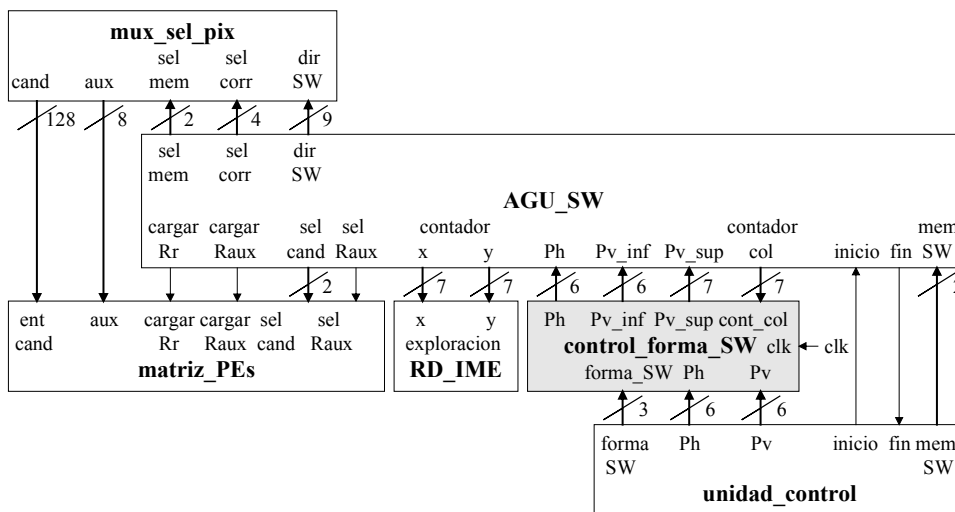 mux_sel_pix
sel sel dir
cand aux mem corr SW
128 8 2 4 9
sel sel dir
mem corr SW
AGU_SW
cargar cargar sel sel contador contador mem
Rr Raux cand Raux x y Ph Pv_inf Pv_sup col inicio fin SW
2 7 7 6 6 7 7
ent aux cargar cargar sel sel
cand Rr Raux cand Raux
matriz_PEs
x y
exploracion
RD_IME
Ph Pv_inf Pv_sup cont_col
control_forma_SW clk clk
forma_SW Ph Pv
3 6 6
forma Ph Pv inicio fin mem
SW SW
unidad_control